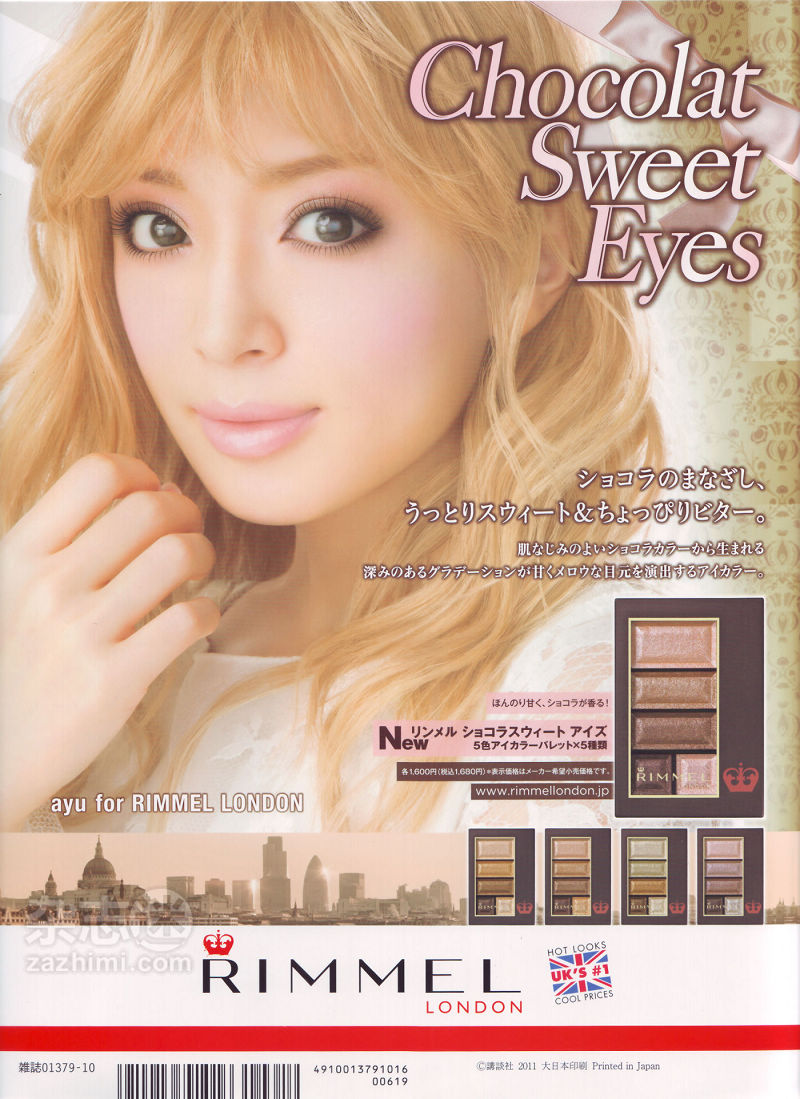 Chocolat
Sweet
Eyes
ショコラのまなざし、
うっとりスウィート&ちょっぴりビター。
肌なじみのよいショコラカラーから生まれる
深みのあるグラデーションが甘くメロウな目元を演出するアイカラー。
ほんのり甘く、ショコラが香る!
New リンメル ショコラスウィート アイズ
5色アイカラーパレット×5種類
各1,600円(税込1,680円)*表示価格はメーカー希望小売価格です。
www.rimmellondon.jp
RIMMEL
LONDON
ayu for RIMMEL LONDON
杂志迷
zazhimi.com
RIMMEL
LONDON
HOT LOOKS
UK'S #1
COOL PRICES
雑誌01379-10
4910013791016
00619
©講談社 2011 大日本印刷 Printed in Japan